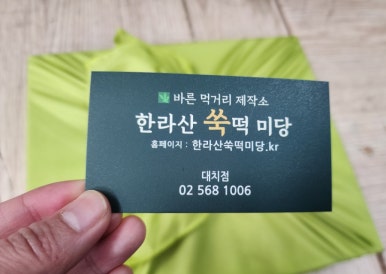 바른 먹거리 제작소
한라산 쑥떡 미당
홈페이지 : 한라산쑥떡미당.kr
대치점
02 568 1006